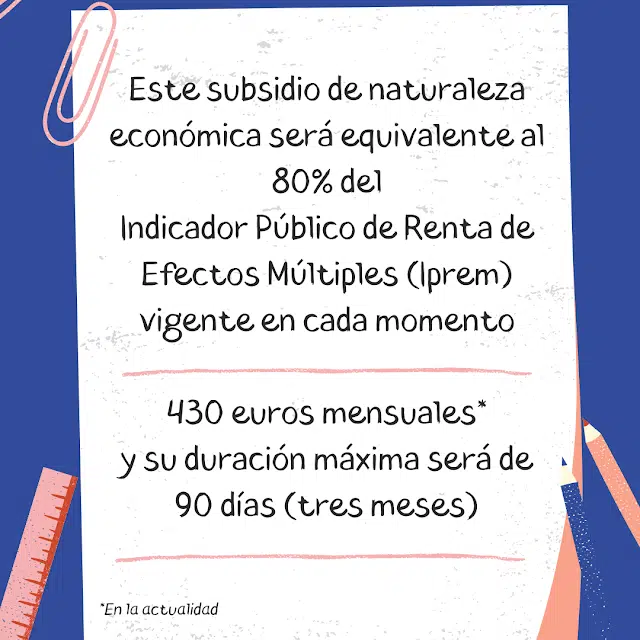 Este subsidio de naturaleza
económica será equivalente al
80% del
Indicador Público de Renta de
Efectos Múltiples (Iprem)
vigente en cada momento
430 euros mensuales*
y su duración máxima será de
90 días (tres meses)
*En la actualidad